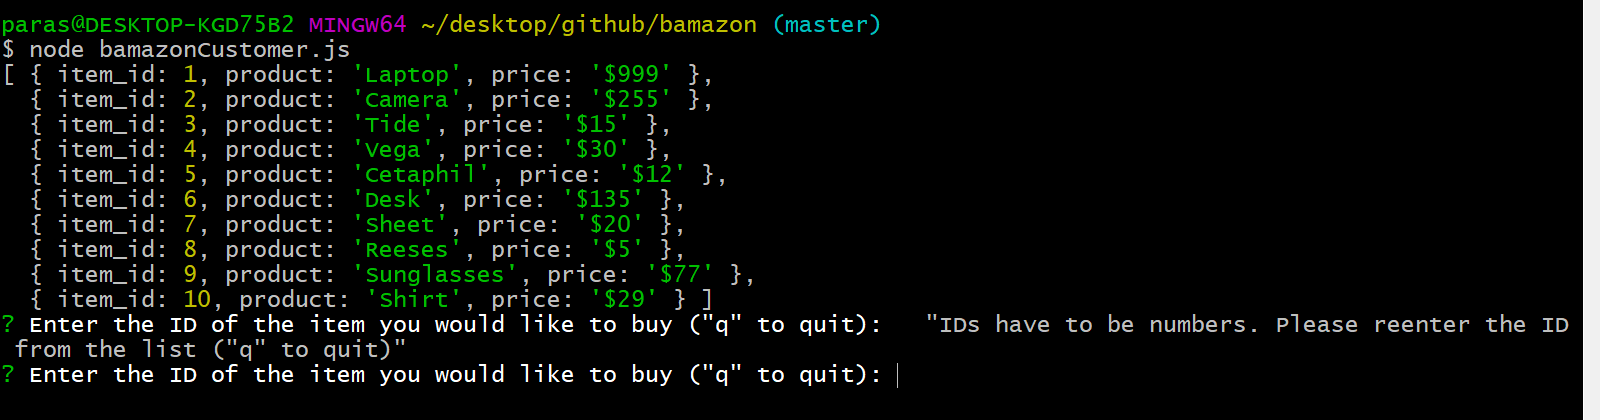 paras@DESKTOP-KGD75B2 MINGW64 ~/desktop/github/bamazon (master)
$ node bamazonCustomer.js
[ { item_id: 1, product: 'Laptop', price: '$999' },
  { item_id: 2, product: 'Camera', price: '$255' },
  { item_id: 3, product: 'Tide', price: '$15' },
  { item_id: 4, product: 'Vega', price: '$30' },
  { item_id: 5, product: 'Cetaphil', price: '$12' },
  { item_id: 6, product: 'Desk', price: '$135' },
  { item_id: 7, product: 'Sheet', price: '$20' },
  { item_id: 8, product: 'Reeses', price: '$5' },
  { item_id: 9, product: 'Sunglasses', price: '$77' },
  { item_id: 10, product: 'Shirt', price: '$29' } ]
? Enter the ID of the item you would like to buy ("q" to quit):   "IDs have to be numbers. Please reenter the ID
 from the list ("q" to quit)"
? Enter the ID of the item you would like to buy ("q" to quit):